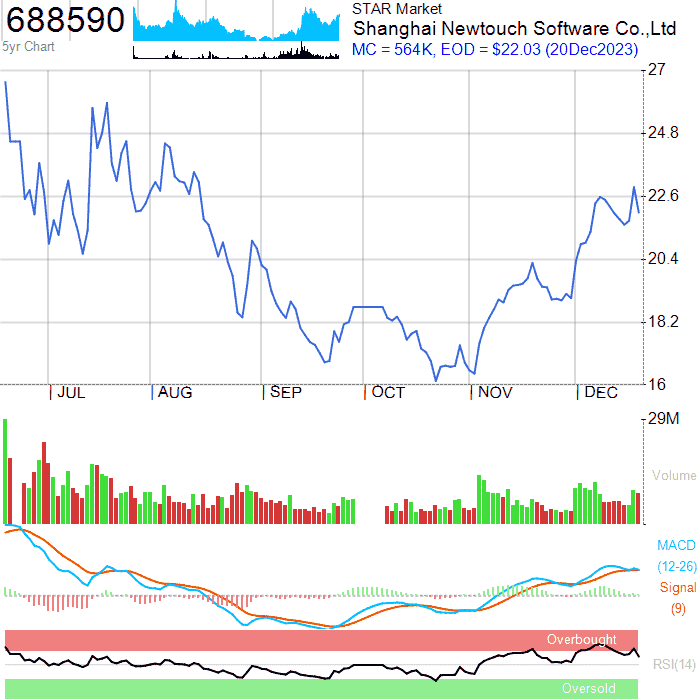 688590
5yr Chart
STAR Market
Shanghai Newtouch Software Co.,Ltd
MC = 564K, EOD = $22.03 (20Dec2023)
27
24.8
22.6
20.4
18.2
16
JUL AUG SEP OCT NOV DEC
29M
Volume
MACD
(12-26)
Signal
(9)
Overbought
RSI(14)
Oversold